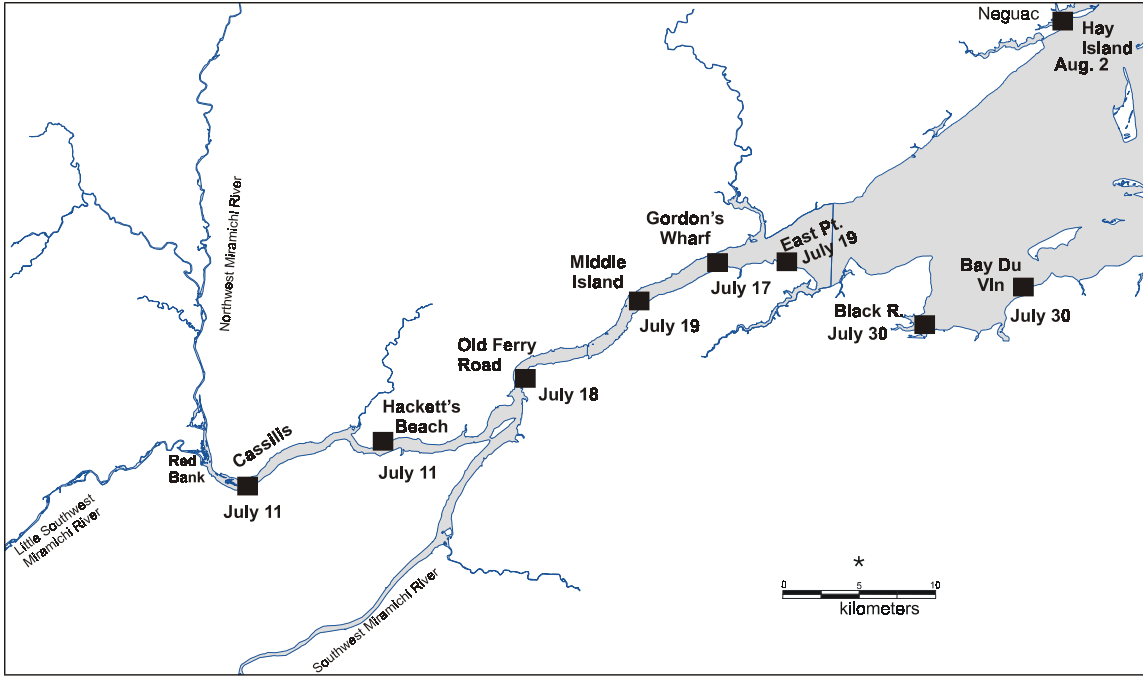 Neguac
Hay
Island
Aug. 2
Northwest Miramichi River
Gordon's
Wharf
East Pt.
July 19
Middle
Island
July 17
Bay Du
Vin
July 30
July 19
Black R.
July 30
Old Ferry
Road
July 18
Hackett's
Beach
Cassilis
Red
Bank
July 11
July 11
Little Southwest
Miramichi River
Southwest Miramichi River
*
0 5 10
kilometers